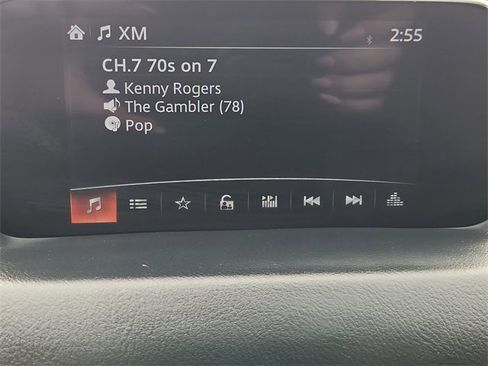 XM 2:55
CH.7 70s on 7
Kenny Rogers
The Gambler (78)
Pop